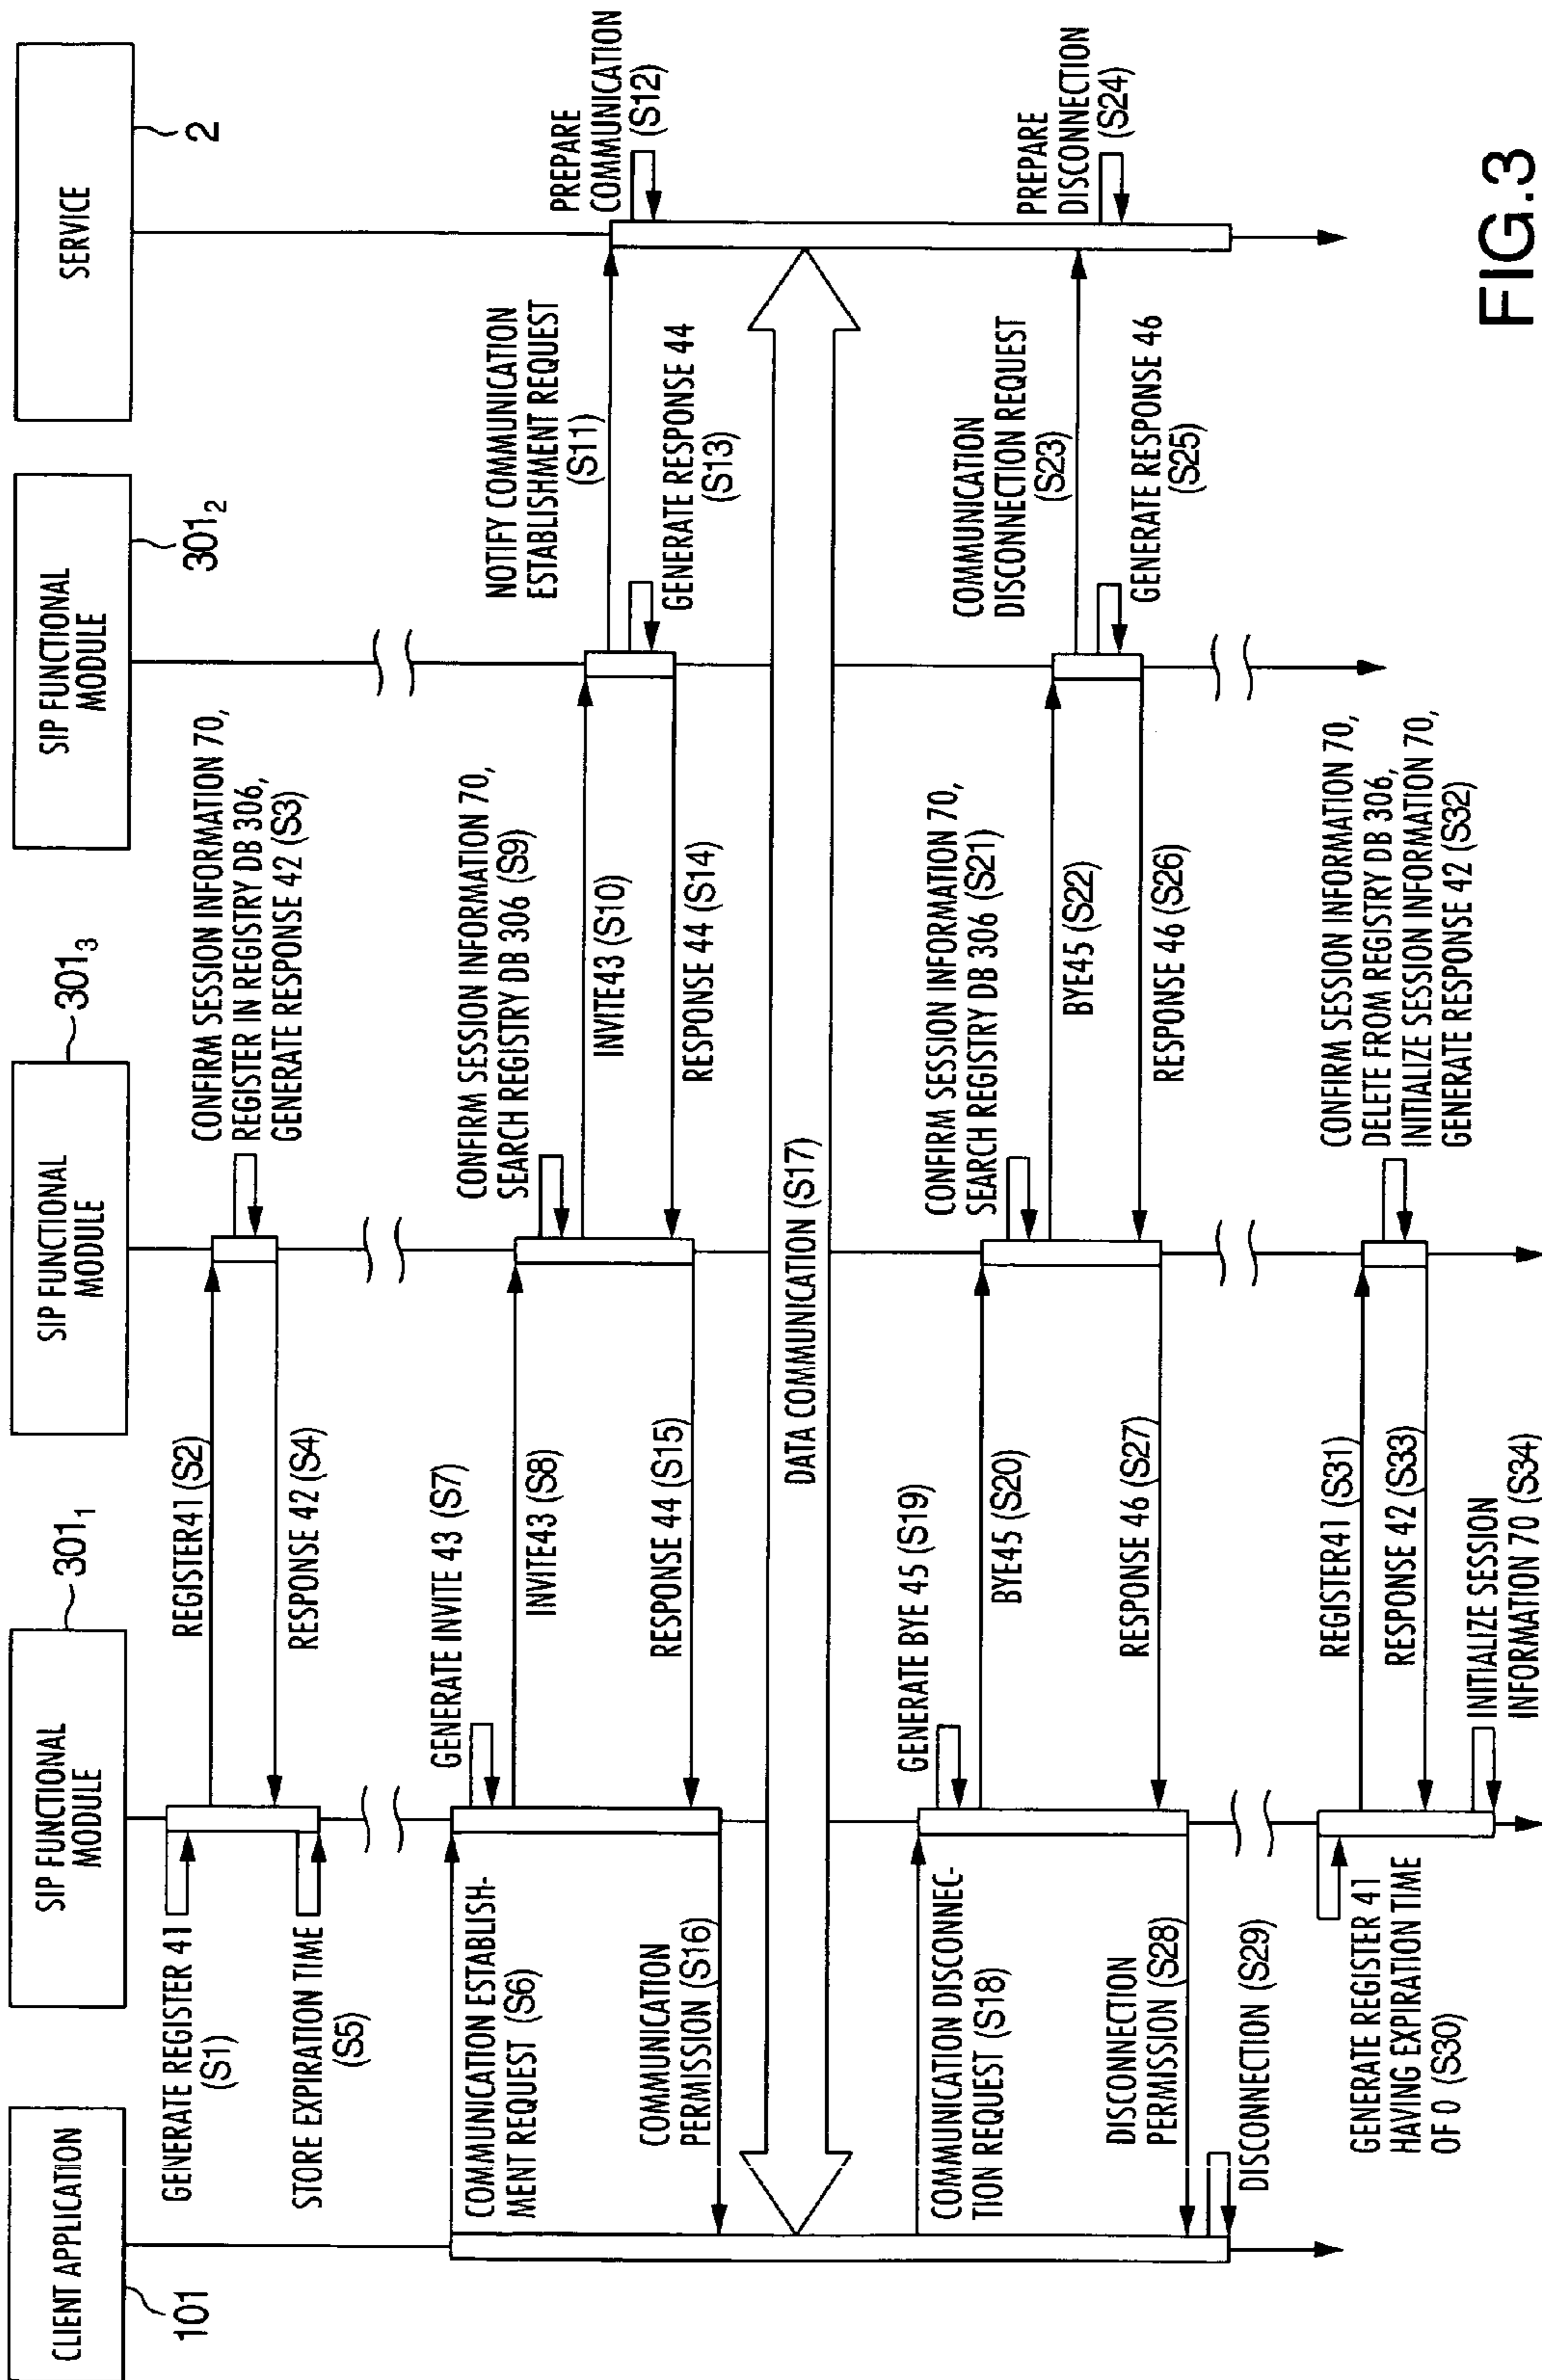 CLIENT APPLICATION
101
SIP FUNCTIONAL
MODULE
301₁
SIP FUNCTIONAL
MODULE
301₃
SIP FUNCTIONAL
MODULE
301₂
SERVICE
2
GENERATE REGISTER 41
(S1)
REGISTER41 (S2)
CONFIRM SESSION INFORMATION 70,
REGISTER IN REGISTRY DB 306,
GENERATE RESPONSE 42 (S3)
RESPONSE 42 (S4)
STORE EXPIRATION TIME
(S5)
COMMUNICATION ESTABLISH-
MENT REQUEST (S6)
GENERATE INVITE 43 (S7)
INVITE43 (S8)
CONFIRM SESSION INFORMATION 70,
SEARCH REGISTRY DB 306 (S9)
INVITE43 (S10)
NOTIFY COMMUNICATION
ESTABLISHMENT REQUEST
(S11)
PREPARE
COMMUNICATION
(S12)
GENERATE RESPONSE 44
(S13)
RESPONSE 44 (S14)
RESPONSE 44 (S15)
COMMUNICATION
PERMISSION (S16)
DATA COMMUNICATION (S17)
COMMUNICATION DISCONNEC-
TION REQUEST (S18)
GENERATE BYE 45 (S19)
BYE45 (S20)
CONFIRM SESSION INFORMATION 70,
SEARCH REGISTRY DB 306 (S21)
BYE45 (S22)
COMMUNICATION
DISCONNECTION REQUEST
(S23)
PREPARE
DISCONNECTION
(S24)
GENERATE RESPONSE 46
(S25)
RESPONSE 46 (S26)
RESPONSE 46 (S27)
DISCONNECTION
PERMISSION (S28)
DISCONNECTION (S29)
GENERATE REGISTER 41
HAVING EXPIRATION TIME
OF 0 (S30)
REGISTER41 (S31)
CONFIRM SESSION INFORMATION 70,
DELETE FROM REGISTRY DB 306,
INITIALIZE SESSION INFORMATION 70,
GENERATE RESPONSE 42 (S32)
RESPONSE 42 (S33)
INITIALIZE SESSION
INFORMATION 70 (S34)
FIG.3